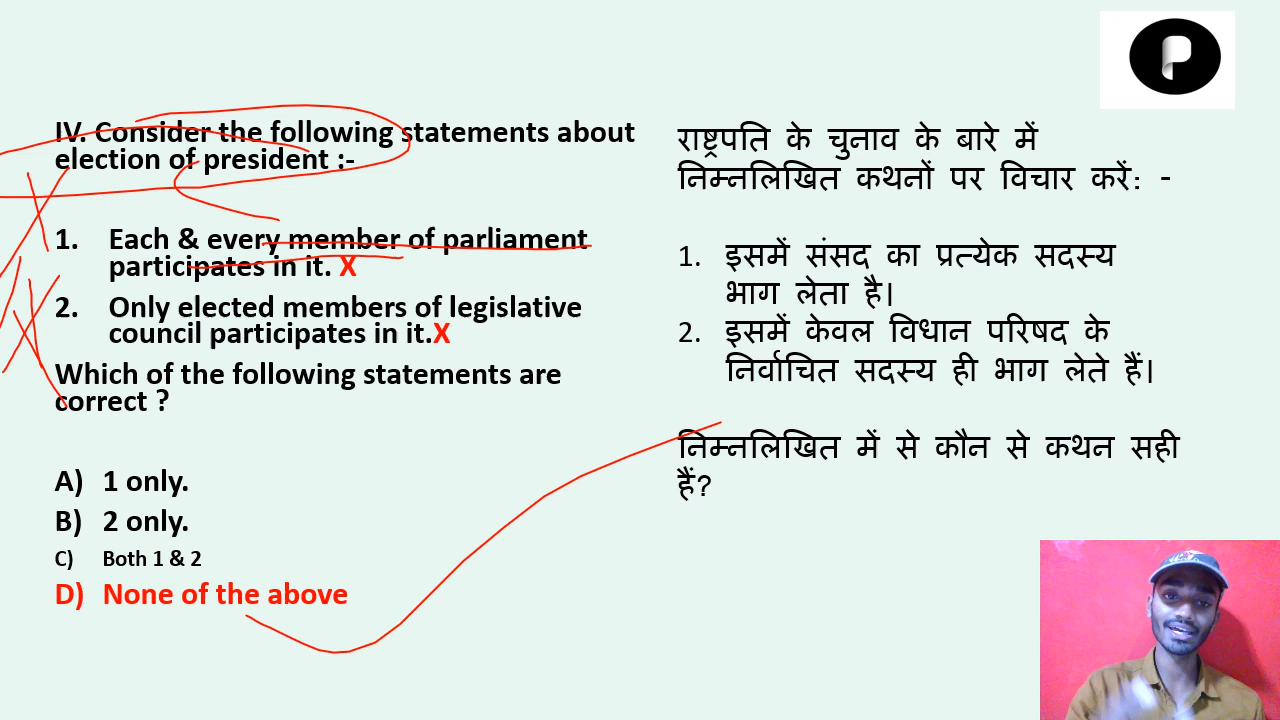 P
IV. Consider the following statements about
election of president :-
1. Each & every member of parliament
participates in it. X
2. Only elected members of legislative
council participates in it.X
Which of the following statements are
correct ?
A) 1 only.
B) 2 only.
C) Both 1 & 2
D) None of the above
राष्ट्रपति के चुनाव के बारे में
निम्नलिखित कथनों पर विचार करें: -
1. इसमें संसद का प्रत्येक सदस्य
भाग लेता है।
2. इसमें केवल विधान परिषद के
निर्वाचित सदस्य ही भाग लेते हैं।
निम्नलिखित में से कौन से कथन सही
हैं?